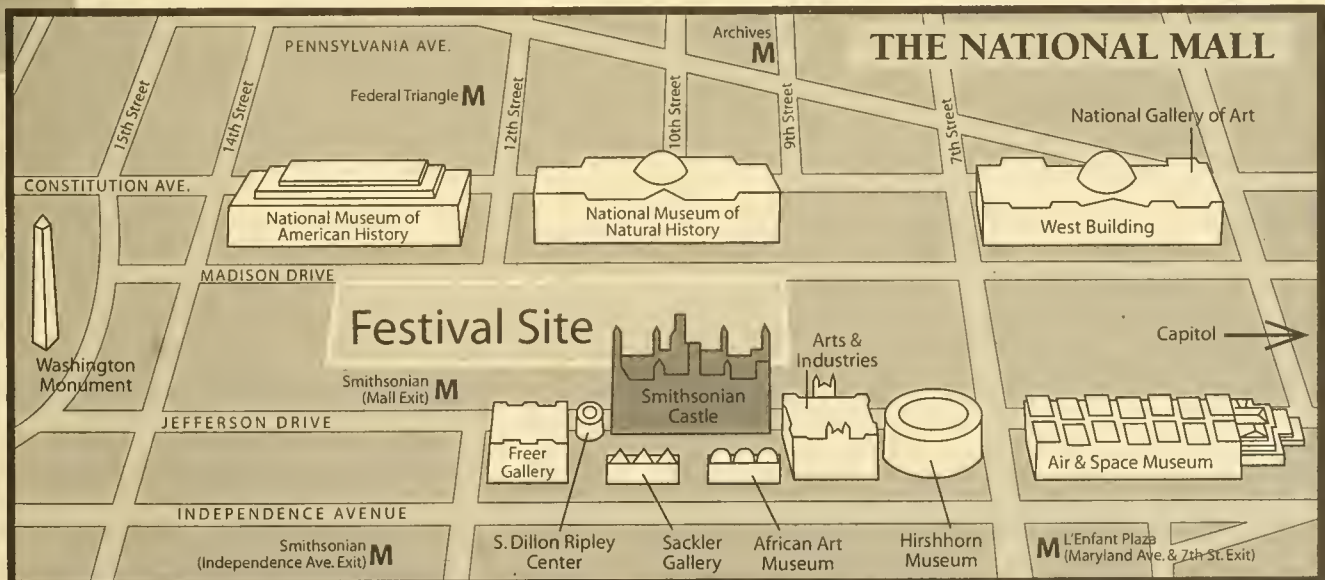 THE NATIONAL MALL
PENNSYLVANIA AVE.
Archives
M
Federal Triangle M
15th Street
14th Street
12th Street
10th Street
9th Street
7th Street
National Gallery of Art
CONSTITUTION AVE.
National Museum of
American History
National Museum of
Natural History
West Building
MADISON DRIVE
Festival Site
Washington
Monument
Smithsonian
(Mall Exit) M
Smithsonian
Castle
Arts &
Industries
Capitol
JEFFERSON DRIVE
Freer
Gallery
Air & Space Museum
INDEPENDENCE AVENUE
Smithsonian
(Independence Ave. Exit) M
S. Dillon Ripley
Center
Sackler
Gallery
African Art
Museum
Hirshhorn
Museum
M L'Enfant Plaza
(Maryland Ave. & 7th St. Exit)